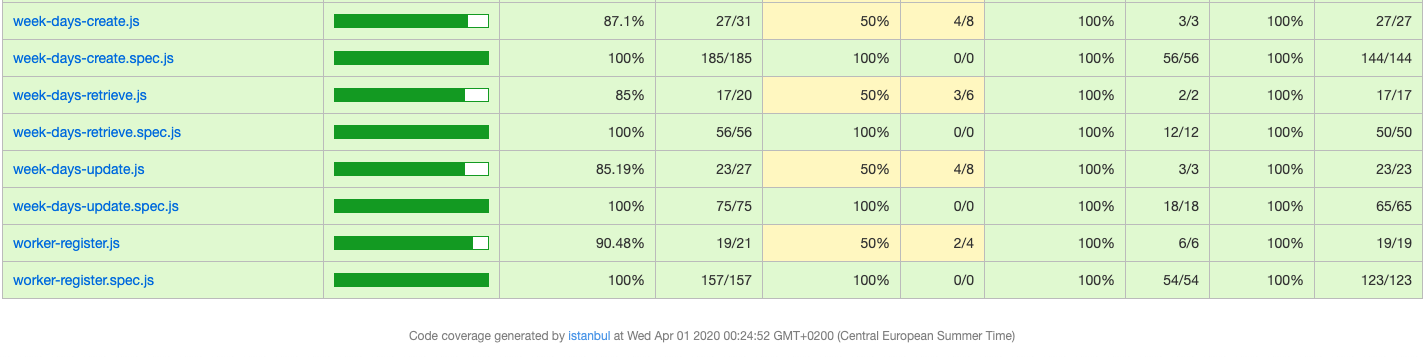 week-days-create.js 87.1% 27/31 50% 4/8 100% 3/3 100% 27/27
week-days-create.spec.js 100% 185/185 100% 0/0 100% 56/56 100% 144/144
week-days-retrieve.js 85% 17/20 50% 3/6 100% 2/2 100% 17/17
week-days-retrieve.spec.js 100% 56/56 100% 0/0 100% 12/12 100% 50/50
week-days-update.js 85.19% 23/27 50% 4/8 100% 3/3 100% 23/23
week-days-update.spec.js 100% 75/75 100% 0/0 100% 18/18 100% 65/65
worker-register.js 90.48% 19/21 50% 2/4 100% 6/6 100% 19/19
worker-register.spec.js 100% 157/157 100% 0/0 100% 54/54 100% 123/123
Code coverage generated by istanbul at Wed Apr 01 2020 00:24:52 GMT+0200 (Central European Summer Time)